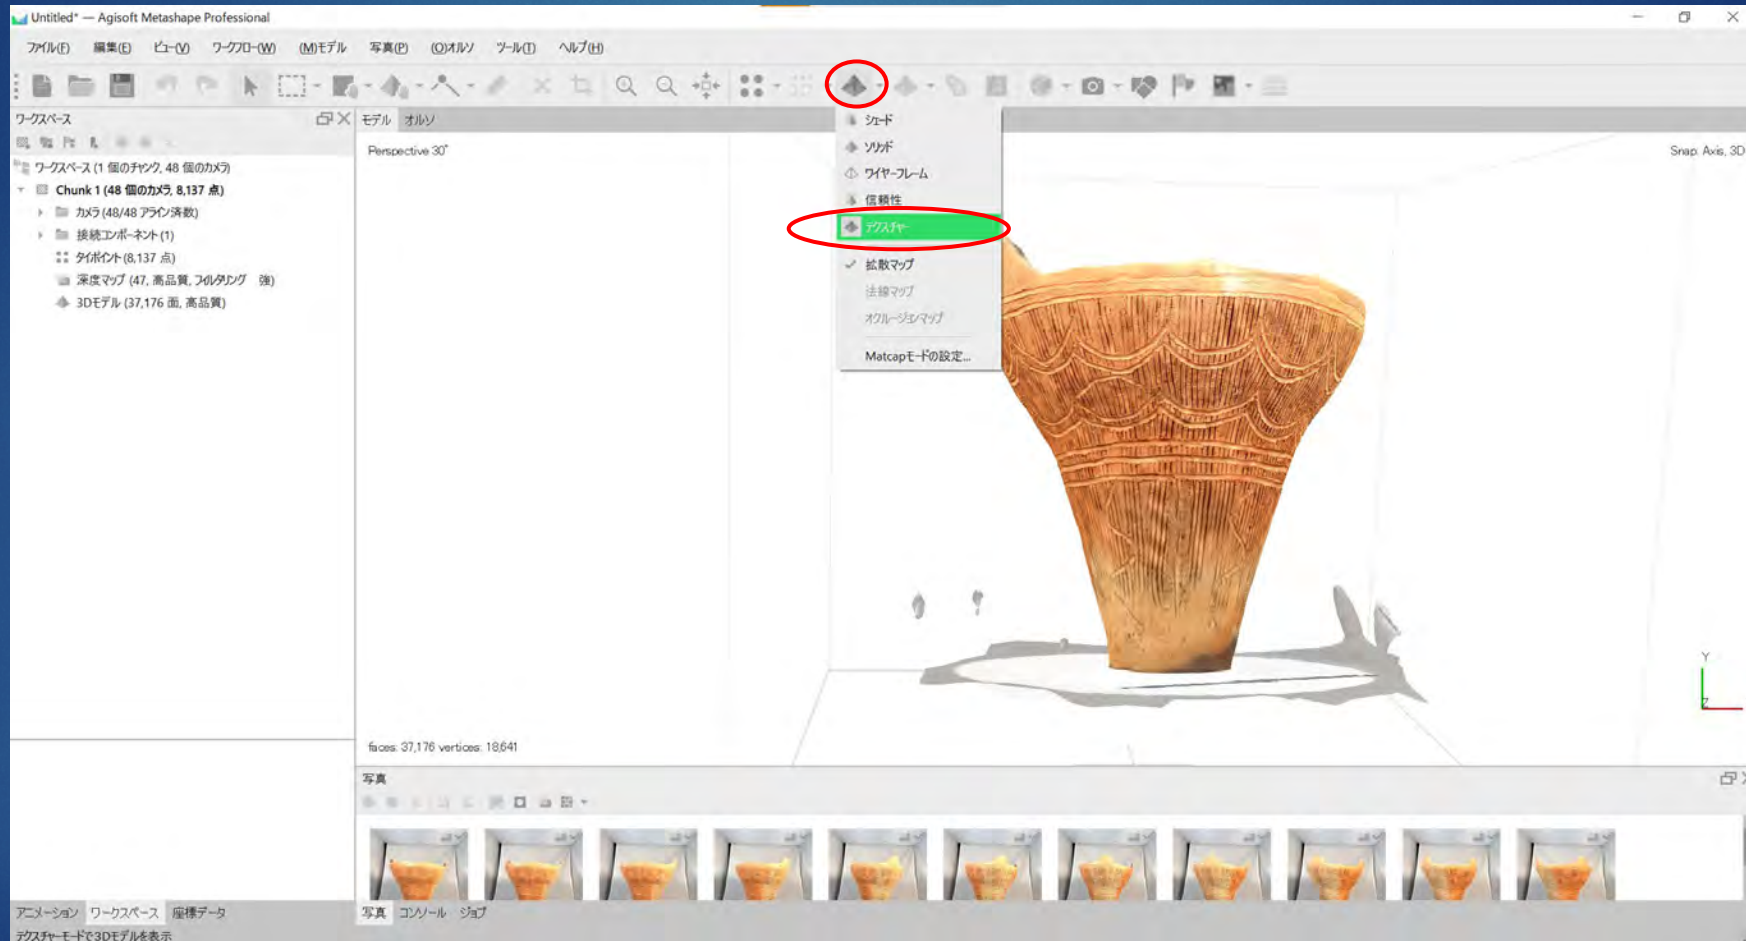 Untitled* — Agisoft Metashape Professional
ファイル(F) 編集(E) ビュー(V) ワークフロー(W) (M)モデル 写真(P) (O)オルソ ツール(T) ヘルプ(H)
ワークスペース
モデル オルソ
シェード
ソリッド
ワイヤーフレーム
信頼性
テクスチャー
拡散マップ
法線マップ
オクルージョンマップ
Matcapモードの設定...
Perspective 30°
Snap: Axis, 3D
ワークスペース (1 個のチャンク, 48 個のカメラ)
Chunk 1 (48 個のカメラ, 8,137 点)
カメラ (48/48 アライン済数)
接続コンポーネント (1)
タイポイント (8,137 点)
深度マップ (47, 高品質, フィルタリング 強)
3Dモデル (37,176 面, 高品質)
Y
Z
faces: 37,176 vertices: 18,641
写真
アニメーション ワークスペース 座標データ
写真 コンソール ジョブ
テクスチャーモードで3Dモデルを表示